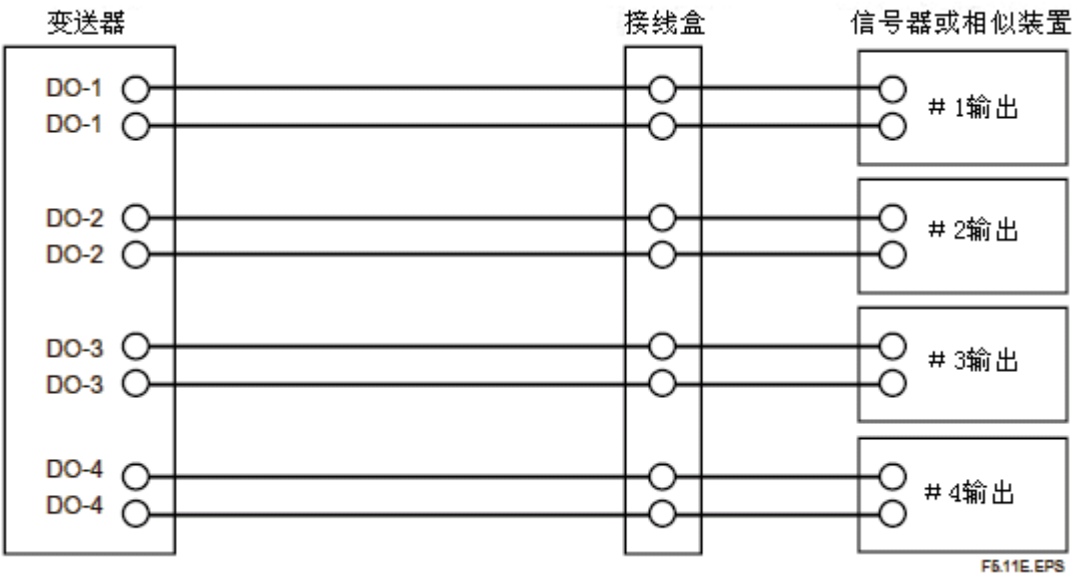 变送器 接线盒 信号器或相似装置
DO-1
DO-1
# 1输出
DO-2
DO-2
# 2输出
DO-3
DO-3
# 3输出
DO-4
DO-4
# 4输出
F5.11E.EPS